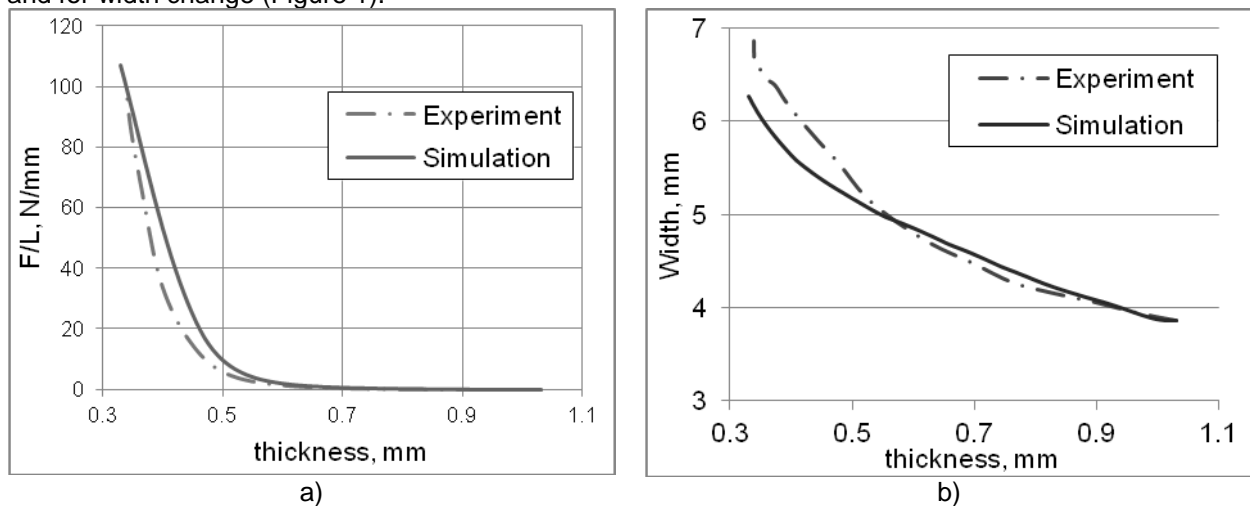 and for width change (Figure 1).
120
100
80
60
40
20
0
F/L, N/mm
Experiment
Simulation
0.3 0.5 0.7 0.9 1.1
thickness, mm
a)
7
6
5
4
3
Width, mm
Experiment
Simulation
0.3 0.5 0.7 0.9 1.1
thickness, mm
b)